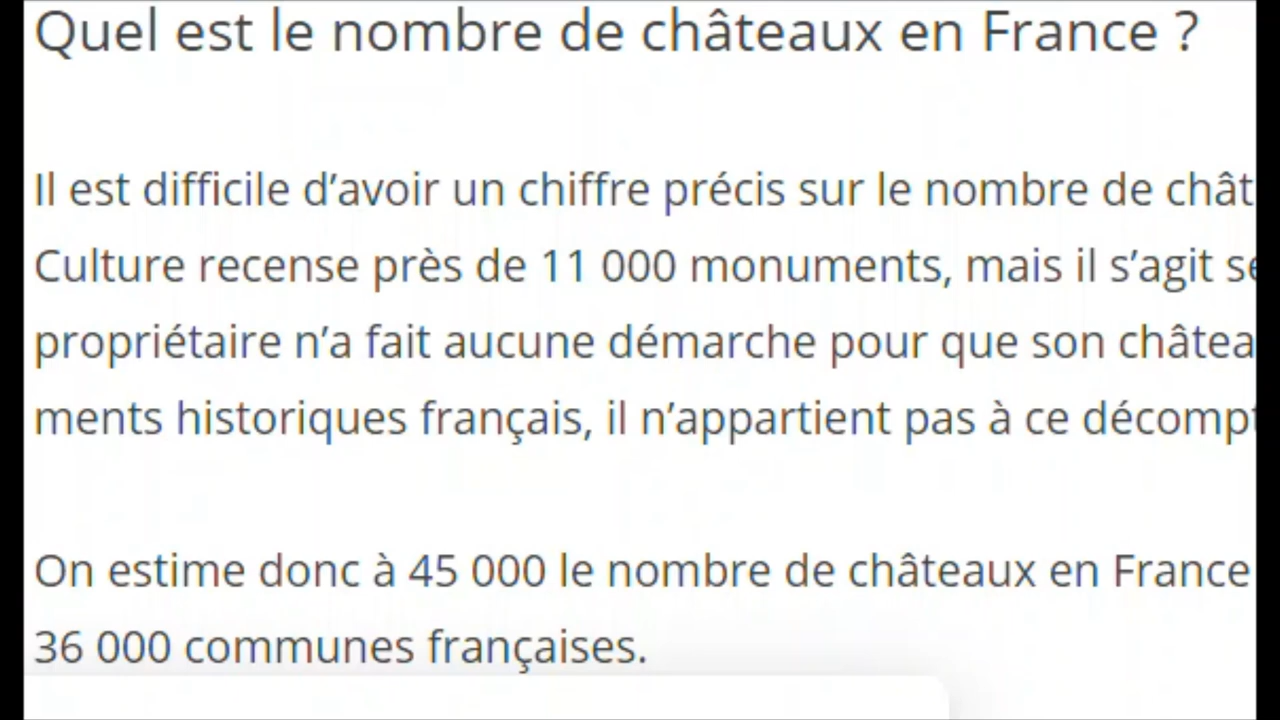 Quel est le nombre de châteaux en France ?
Il est difficile d’avoir un chiffre précis sur le nombre de chât
Culture recense près de 11 000 monuments, mais il s’agit se
propriétaire n’a fait aucune démarche pour que son châtea
ments historiques français, il n’appartient pas à ce décompt
On estime donc à 45 000 le nombre de châteaux en France
36 000 communes françaises.